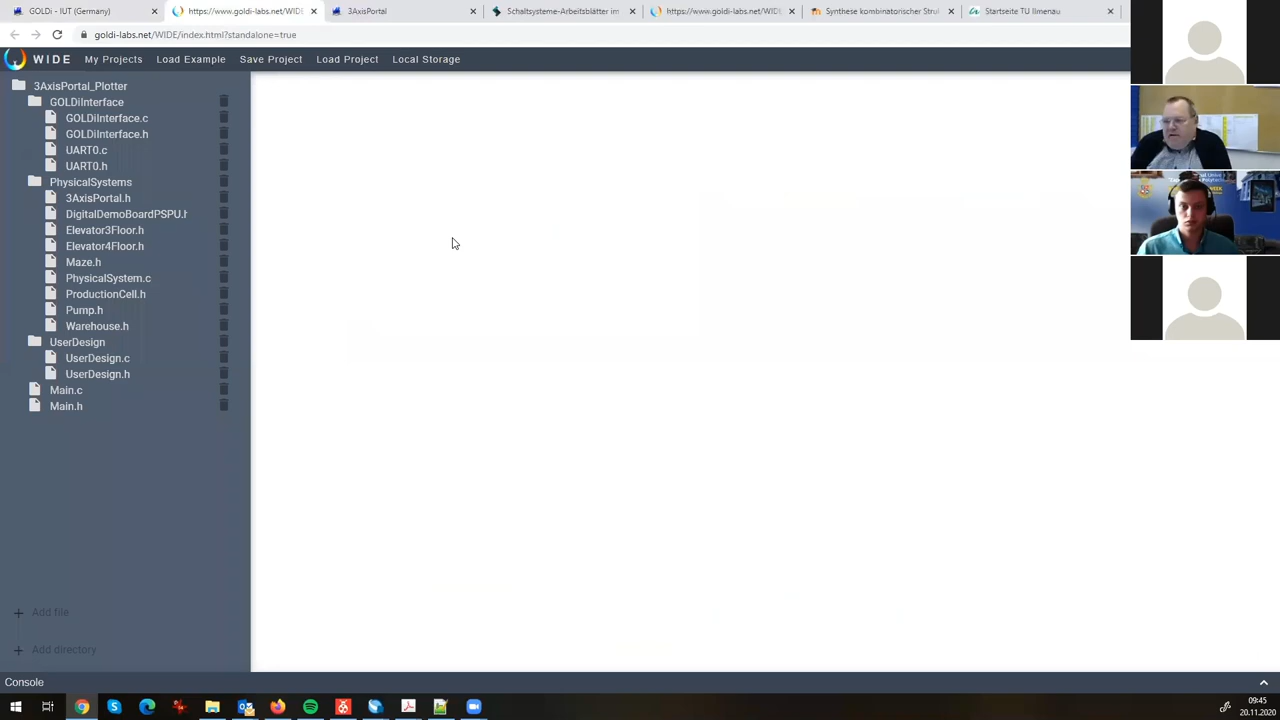 GOLDi - IUT (Germany)
https://www.goldi-labs.net/WIDE
3AxisPortal
Schaltsysteme-Arbeitsblätter im
https://www.goldi-labs.net/WIDE
Synthese kombinatorischer Struk
Startseite TU Ilmenau
goldi-labs.net/WIDE/index.html?standalone=true
WIDE My Projects Load Example Save Project Load Project Local Storage
3AxisPortal_Plotter
GOLDiInterface
GOLDiInterface.c
GOLDiInterface.h
UART0.c
UART0.h
PhysicalSystems
3AxisPortal.h
DigitalDemoBoardPSPU.h
Elevator3Floor.h
Elevator4Floor.h
Maze.h
PhysicalSystem.c
ProductionCell.h
Pump.h
Warehouse.h
UserDesign
UserDesign.c
UserDesign.h
Main.c
Main.h
+ Add file
+ Add directory
Console
09:45
20.11.2020